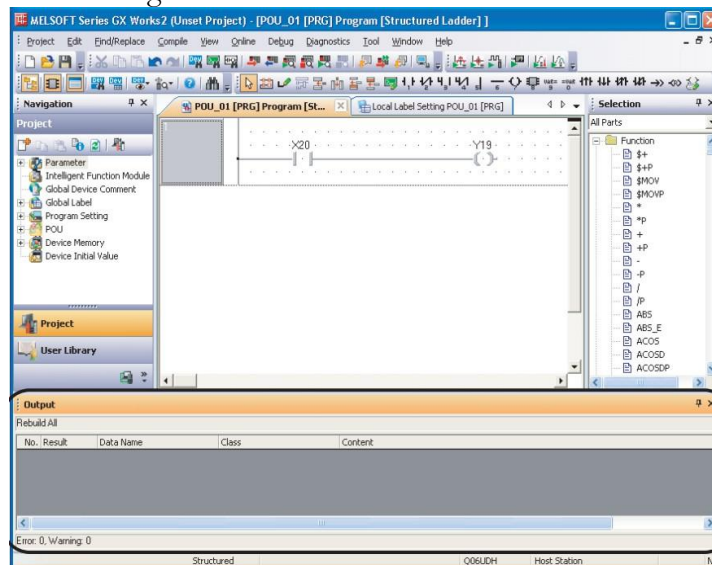 MELSOFT Series GX Works2 (Unset Project) - [POU_01 [PRG] Program [Structured Ladder] ]
Project Edit Find/Replace Compile View Online Debug Diagnostics Tool Window Help
Navigation
POU_01 [PRG] Program [St...
Local Label Setting POU_01 [PRG]
Selection
Project
All Parts
1
X20
Y19
Parameter
Intelligent Function Module
Global Device Comment
Global Label
Program Setting
POU
Device Memory
Device Initial Value
Function
$+
$+P
$MOV
$MOVP
*
*P
+
+P
-
-P
/
/P
ABS
ABS_E
ACOS
ACOSD
ACOSDP
Project
User Library
Output
Rebuild All
No. Result Data Name Class Content
Error: 0, Warning: 0
Structured Q06UDH Host Station